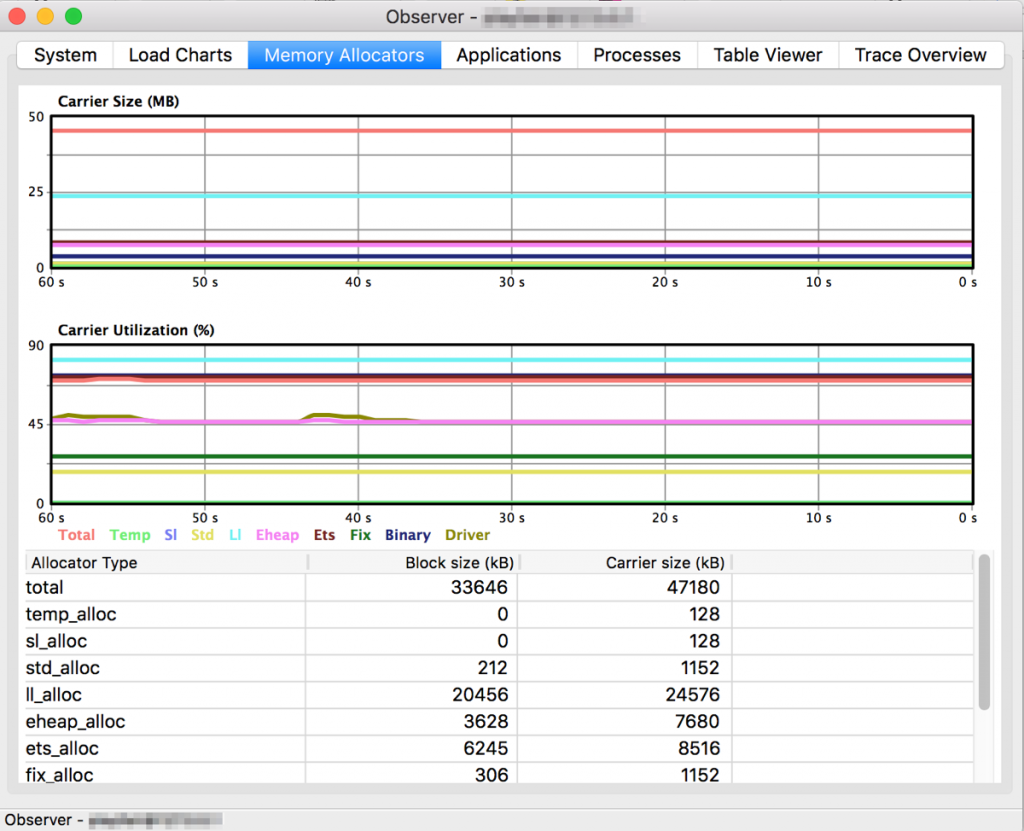 Observer -
System Load Charts Memory Allocators Applications Processes Table Viewer Trace Overview
Carrier Size (MB)
50
25
0
60 s 50 s 40 s 30 s 20 s 10 s 0 s
Carrier Utilization (%)
90
45
0
60 s 50 s 40 s 30 s 20 s 10 s 0 s
Total Temp Sl Std Ll Eheap Ets Fix Binary Driver
Allocator Type Block size (kB) Carrier size (kB)
total 33646 47180
temp_alloc 0 128
sl_alloc 0 128
std_alloc 212 1152
ll_alloc 20456 24576
eheap_alloc 3628 7680
ets_alloc 6245 8516
fix_alloc 306 1152
Observer -